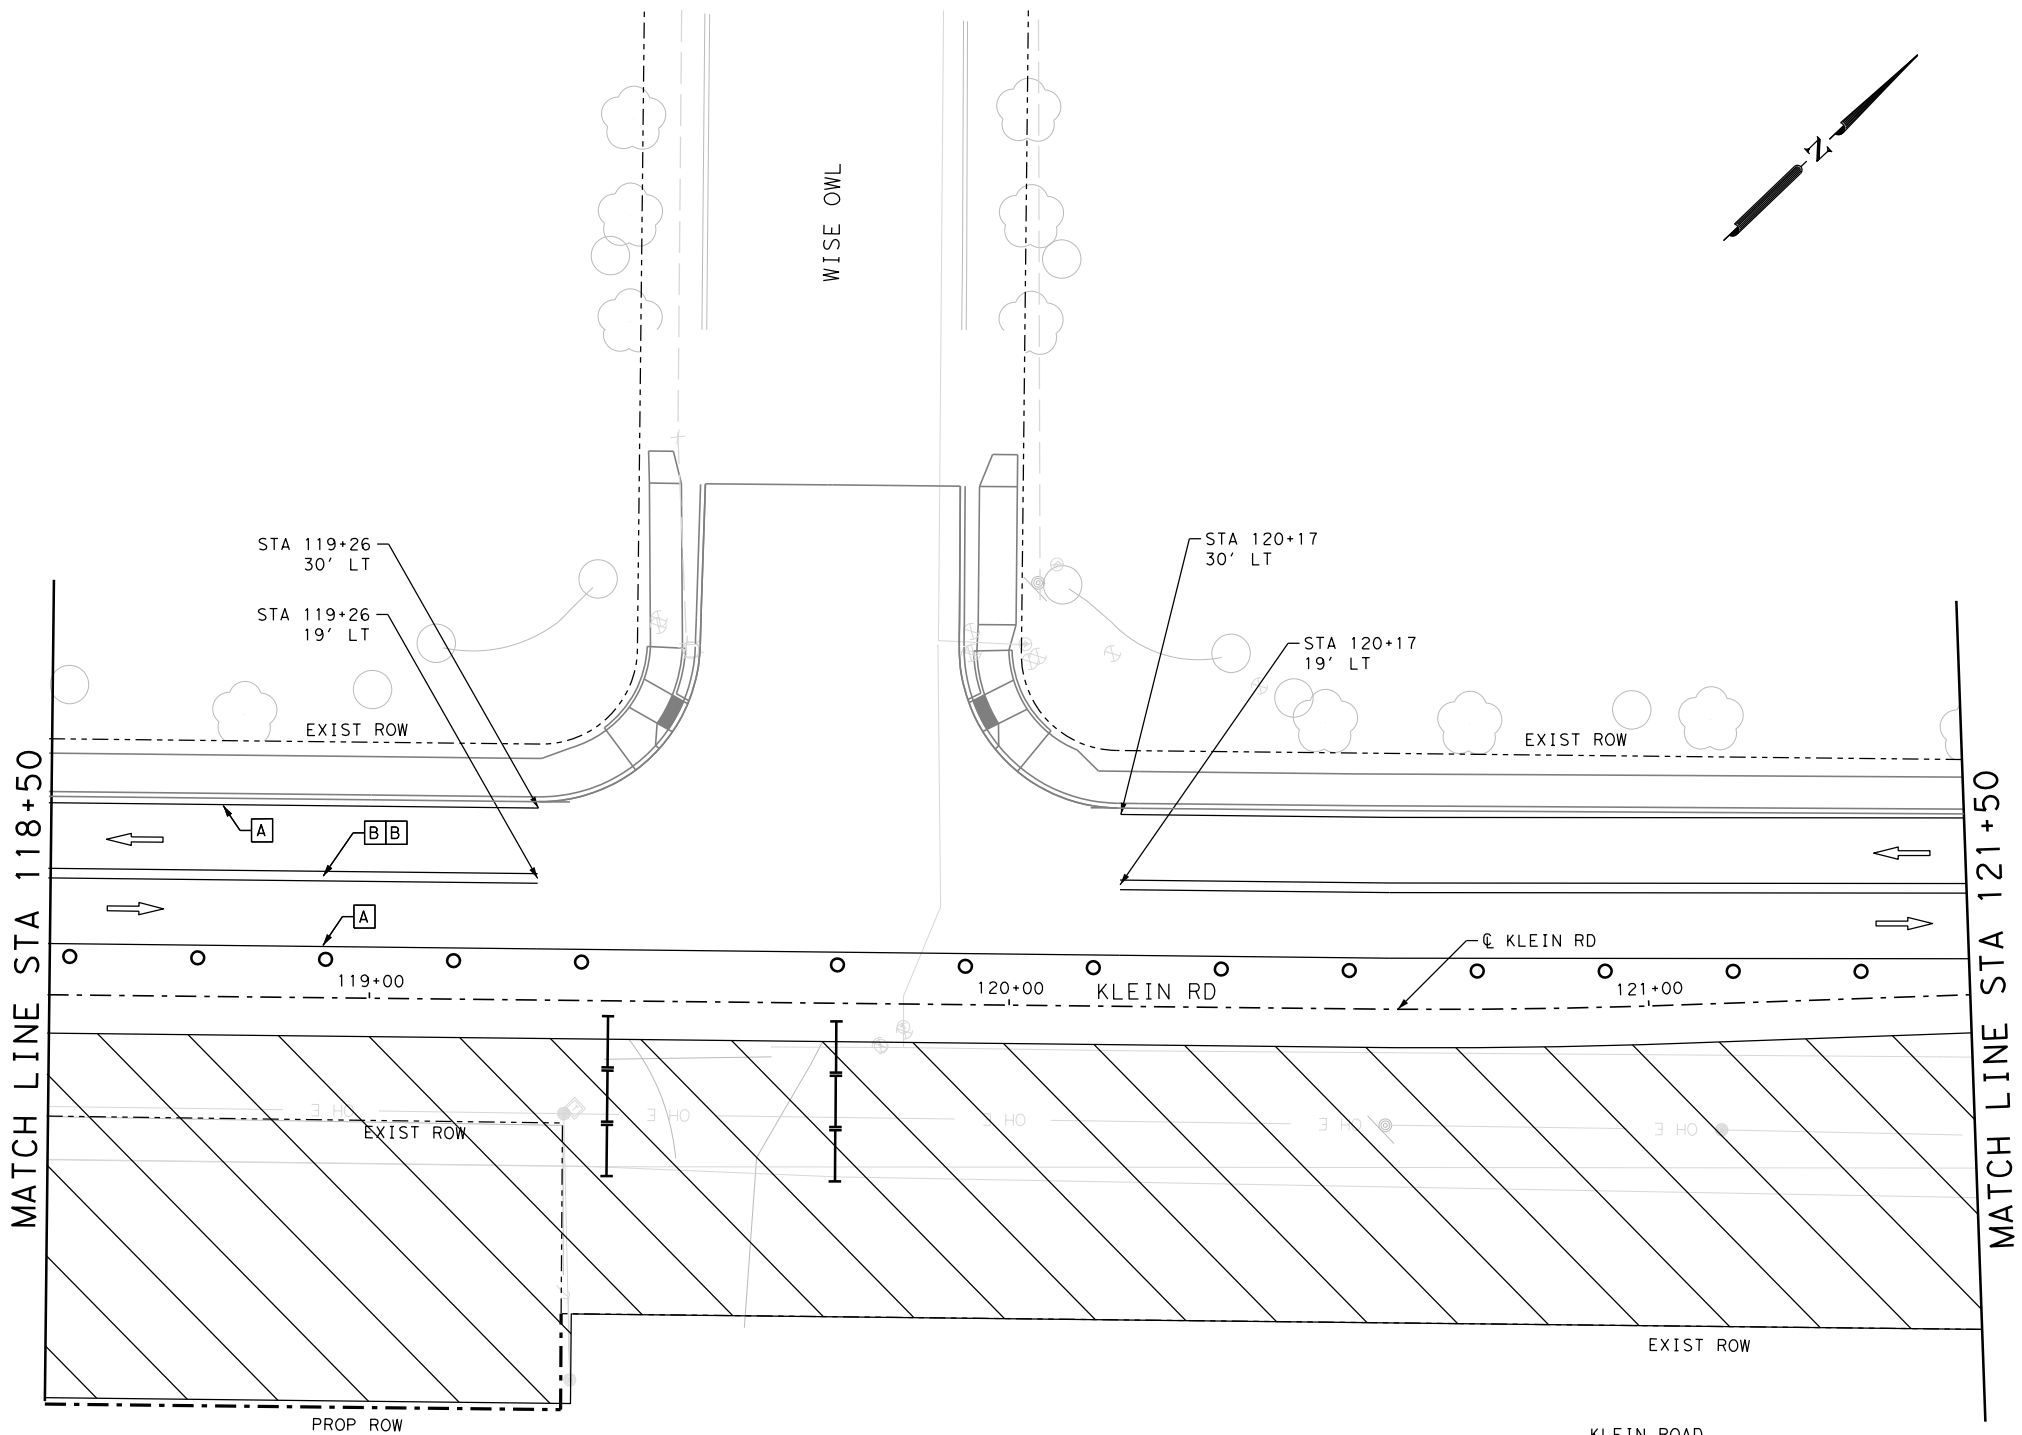 N
WISE OWL
STA 119+26
30' LT
STA 119+26
19' LT
STA 120+17
30' LT
STA 120+17
19' LT
EXIST ROW
EXIST ROW
MATCH LINE STA 118+50
MATCH LINE STA 121+50
A
B B
A
℄ KLEIN RD
119+00
120+00
KLEIN RD
121+00
OH E
OH E
OH E
OH E
OH E
EXIST ROW
EXIST ROW
PROP ROW
KLEIN ROAD